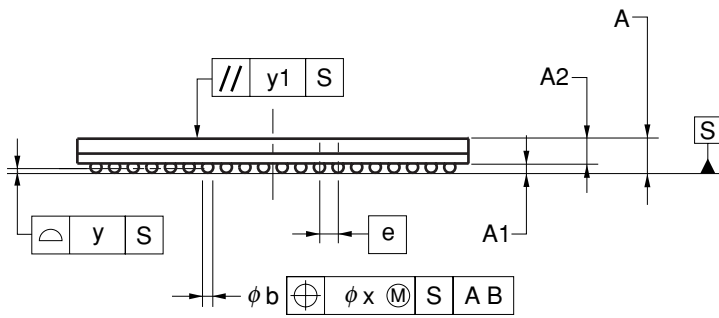 A
A2
// y1 S
S
⌓ y S
e
A1
φ b ⌖ φ x Ⓜ S A B